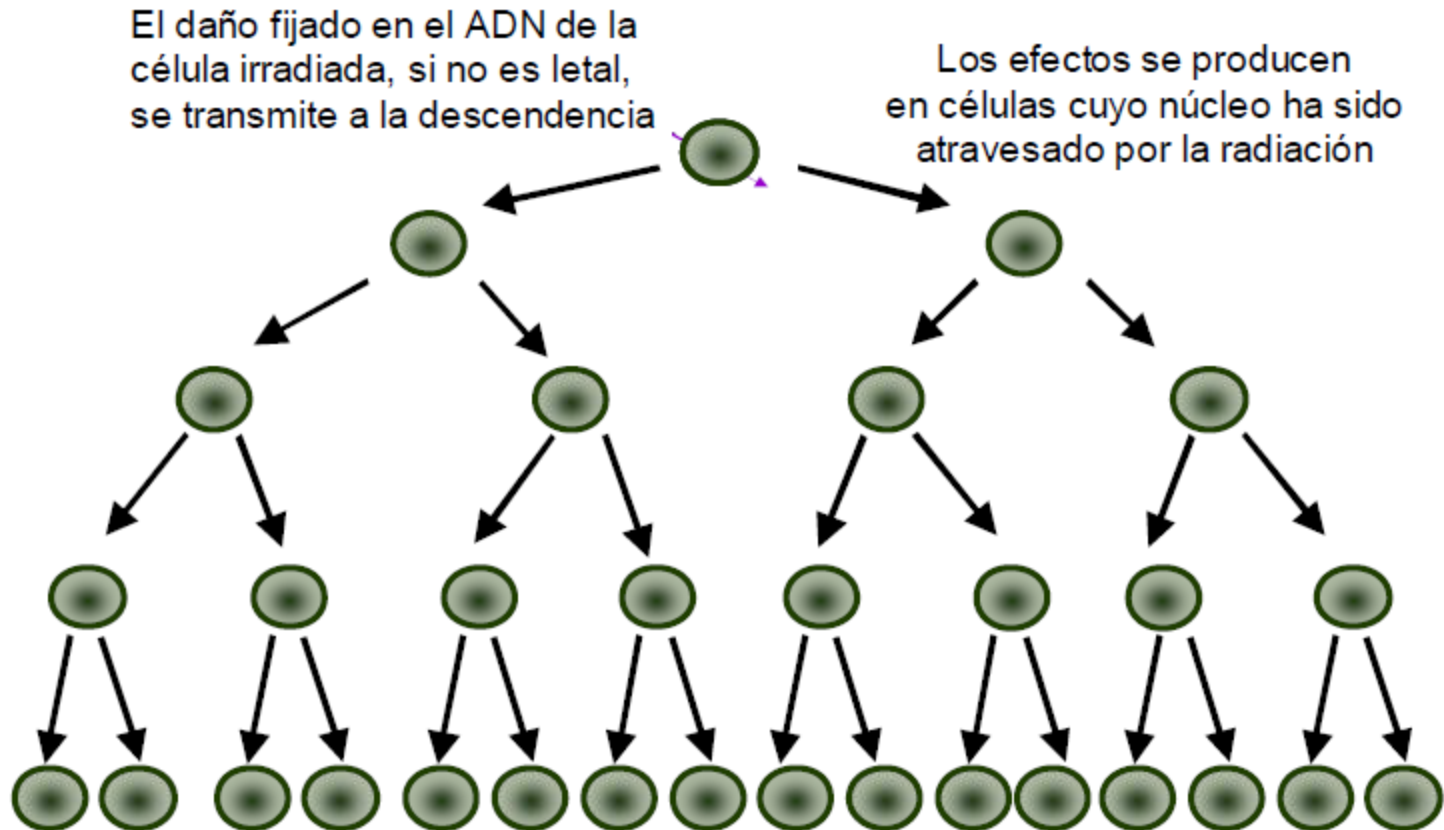 El daño fijado en el ADN de la
célula irradiada, si no es letal,
se transmite a la descendencia
Los efectos se producen
en células cuyo núcleo ha sido
atravesado por la radiación